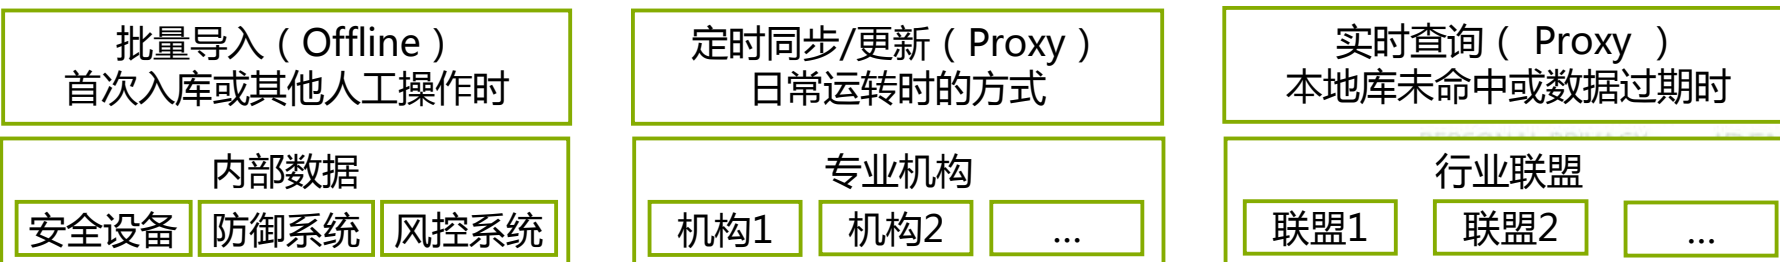 批量导入（Offline）
首次入库或其他人工操作时
定时同步/更新（Proxy）
日常运转时的方式
实时查询（ Proxy ）
本地库未命中或数据过期时
内部数据
安全设备 防御系统 风控系统
专业机构
机构1 机构2 ...
行业联盟
联盟1 联盟2 ...